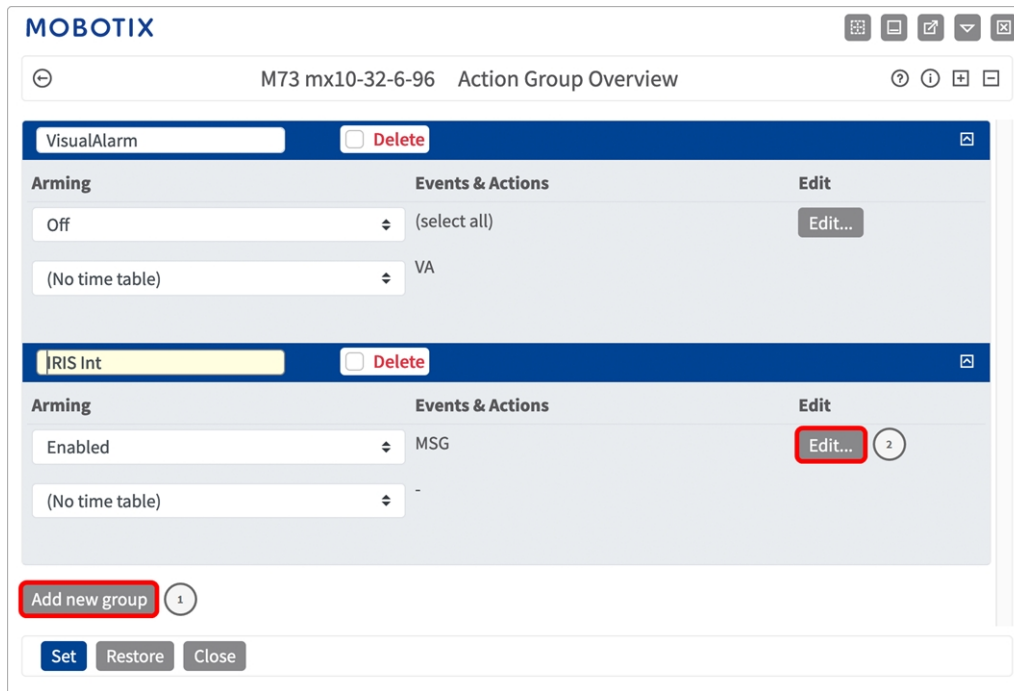 MOBOTIX
M73 mx10-32-6-96 Action Group Overview
VisualAlarm Delete
Arming Events & Actions Edit
Off (select all) Edit...
(No time table) VA
IRIS Int Delete
Arming Events & Actions Edit
Enabled MSG Edit... 2
(No time table) -
Add new group 1
Set Restore Close